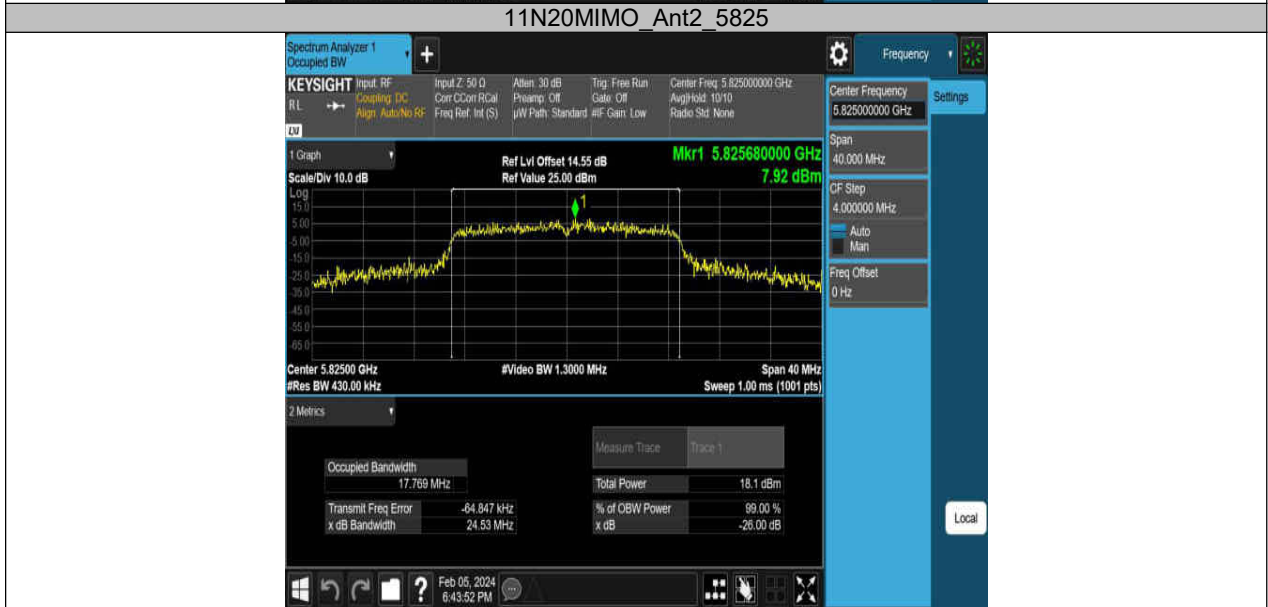 11N20MIMO_Ant2_5825
Spectrum Analyzer 1
Occupied BW
+
Frequency
KEYSIGHT
RL
LXI
Input: RF
Coupling: DC
Align: Auto/No RF
Input Z: 50 Ω
Corr CCorr RCal
Freq Ref: Int (S)
Atten: 30 dB
Preamp: Off
µW Path: Standard
Trig: Free Run
Gate: Off
#IF Gain: Low
Center Freq: 5.825000000 GHz
Avg|Hold: 10/10
Radio Std: None
Center Frequency
5.825000000 GHz
Settings
Span
40.000 MHz
CF Step
4.000000 MHz
Auto
Man
Freq Offset
0 Hz
1 Graph
Scale/Div 10.0 dB
Ref Lvl Offset 14.55 dB
Ref Value 25.00 dBm
Mkr1 5.825680000 GHz
7.92 dBm
Log
15.0
5.00
-5.00
-15.0
-25.0
-35.0
-45.0
-55.0
-65.0
1
Center 5.82500 GHz
#Res BW 430.00 kHz
#Video BW 1.3000 MHz
Span 40 MHz
Sweep 1.00 ms (1001 pts)
2 Metrics
Measure Trace Trace 1
Occupied Bandwidth
17.769 MHz
Total Power 18.1 dBm
Transmit Freq Error -64.847 kHz
% of OBW Power 99.00 %
x dB Bandwidth 24.53 MHz
x dB -26.00 dB
Local
?
Feb 05, 2024
6:43:52 PM